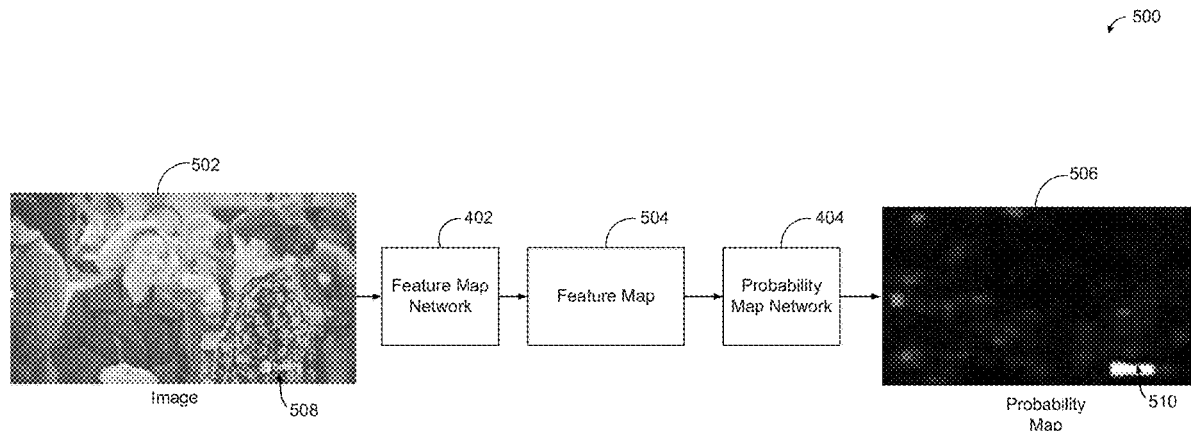 500
502
402
504
404
506
Feature Map
Network
Feature Map
Probability
Map Network
Image
508
510
Probability
Map